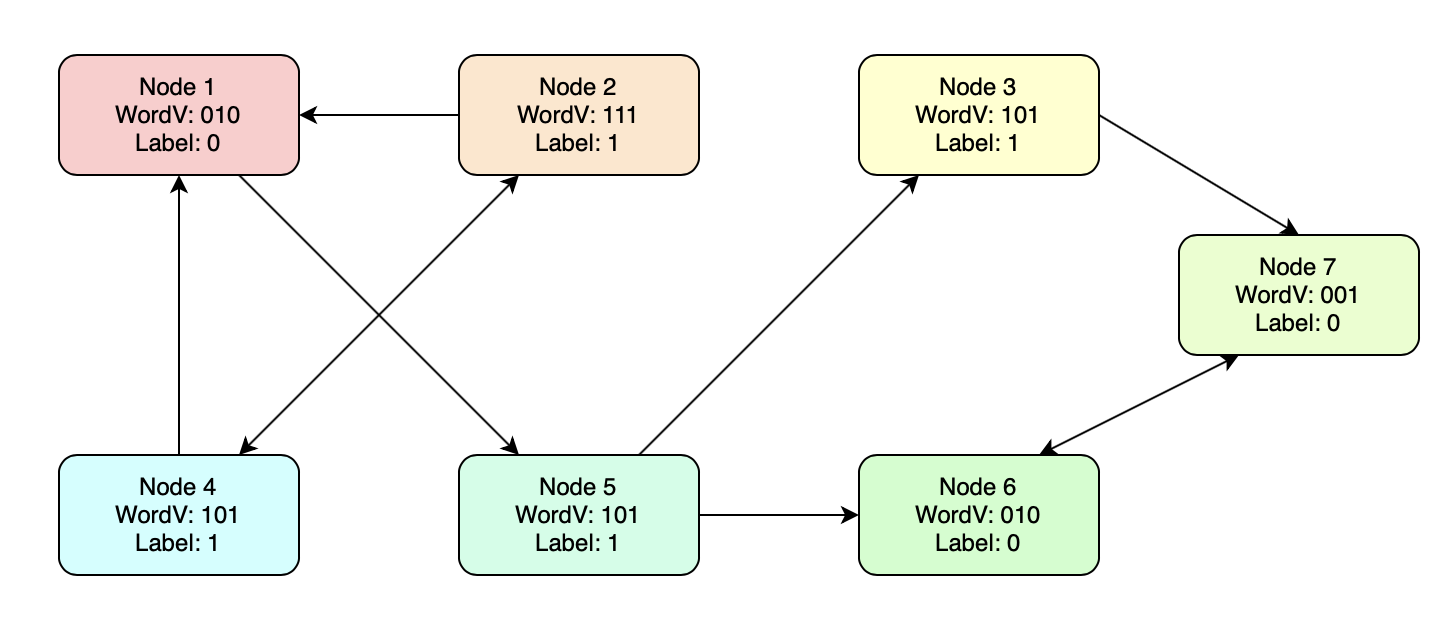 Node 1
WordV: 010
Label: 0
Node 2
WordV: 111
Label: 1
Node 3
WordV: 101
Label: 1
Node 7
WordV: 001
Label: 0
Node 4
WordV: 101
Label: 1
Node 5
WordV: 101
Label: 1
Node 6
WordV: 010
Label: 0